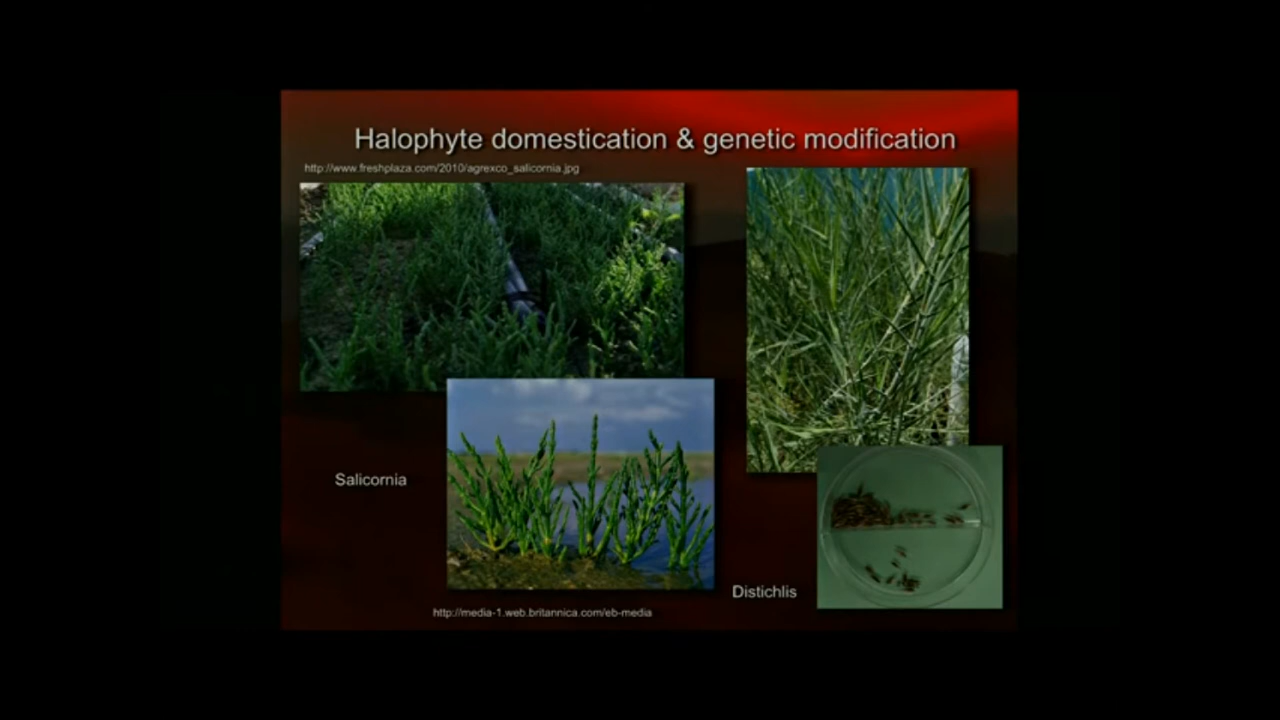 Halophyte domestication & genetic modification
http://www.freshplaza.com/2010/agrexco_salicornia.jpg
Salicornia
Distichlis
http://media-1.web.britannica.com/eb-media